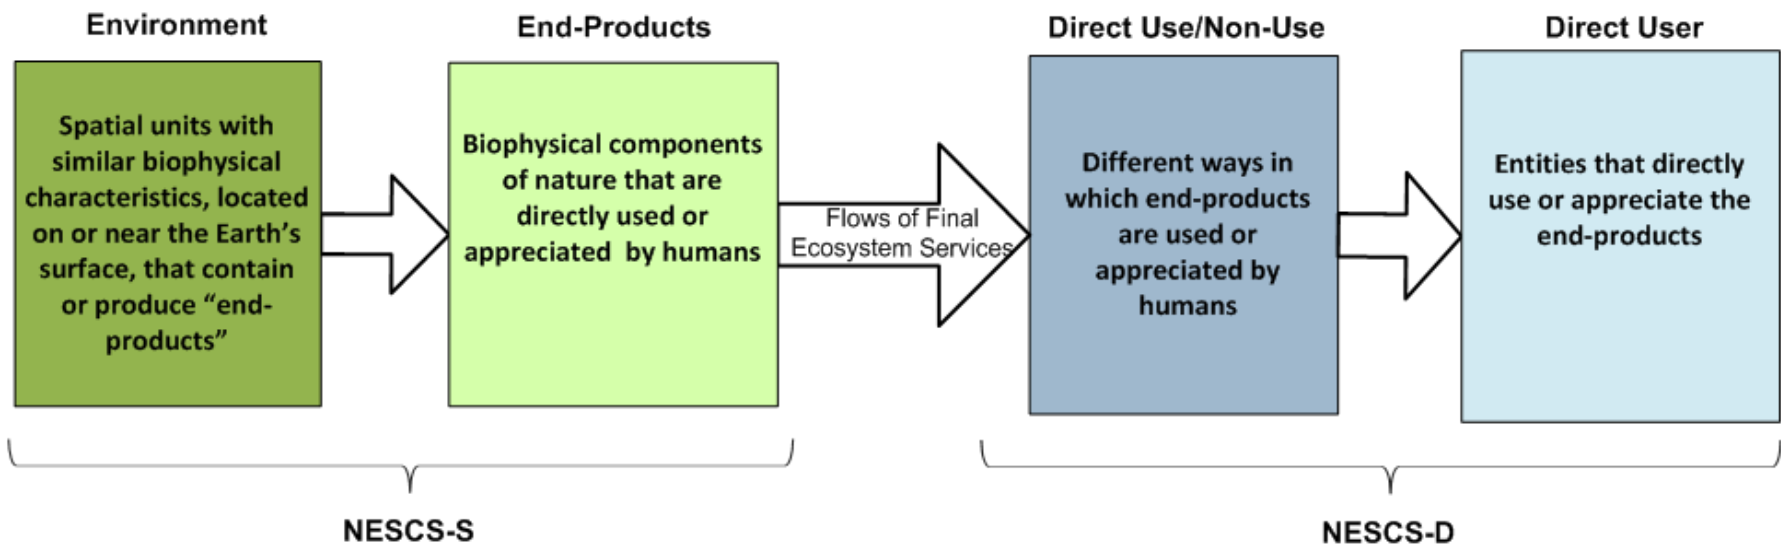 Environment
Spatial units with
similar biophysical
characteristics, located
on or near the Earth's
surface, that contain
or produce “end-
products”
End-Products
Biophysical components
of nature that are
directly used or
appreciated  by humans
Flows of Final
Ecosystem Services
Direct Use/Non-Use
Different ways in
which end-products
are used or
appreciated by
humans
Direct User
Entities that directly
use or appreciate the
end-products
NESCS-S
NESCS-D